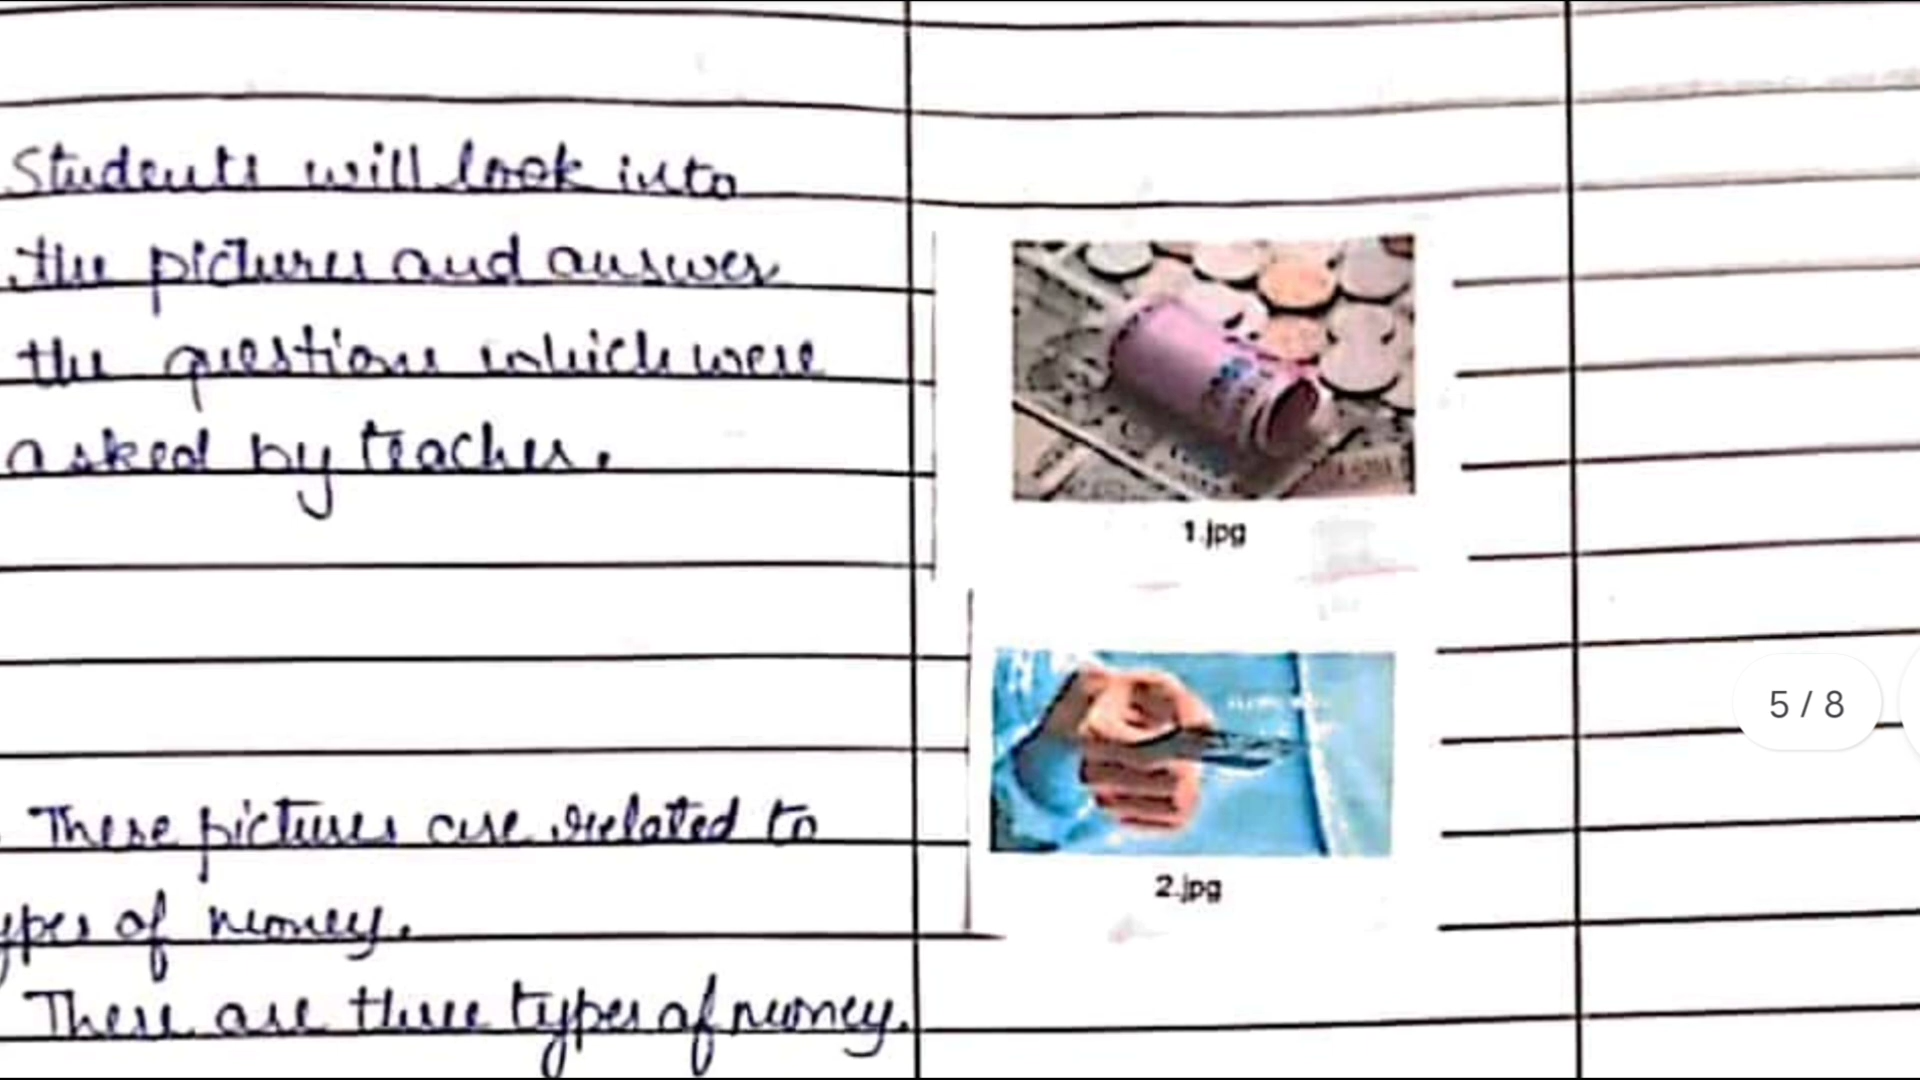 Students will look into
the pictures and answer
the questions which were
asked by teacher.
1.jpg
5 / 8
These pictures are related to
2.jpg
ypes of money.
There are three types of money.